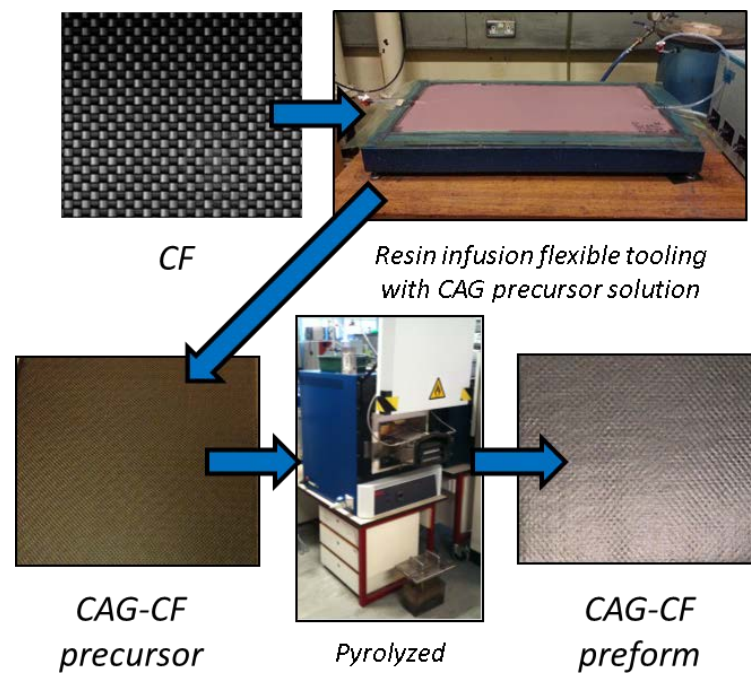 CF
Resin infusion flexible tooling
with CAG precursor solution
CAG-CF
precursor
Pyrolyzed
CAG-CF
preform